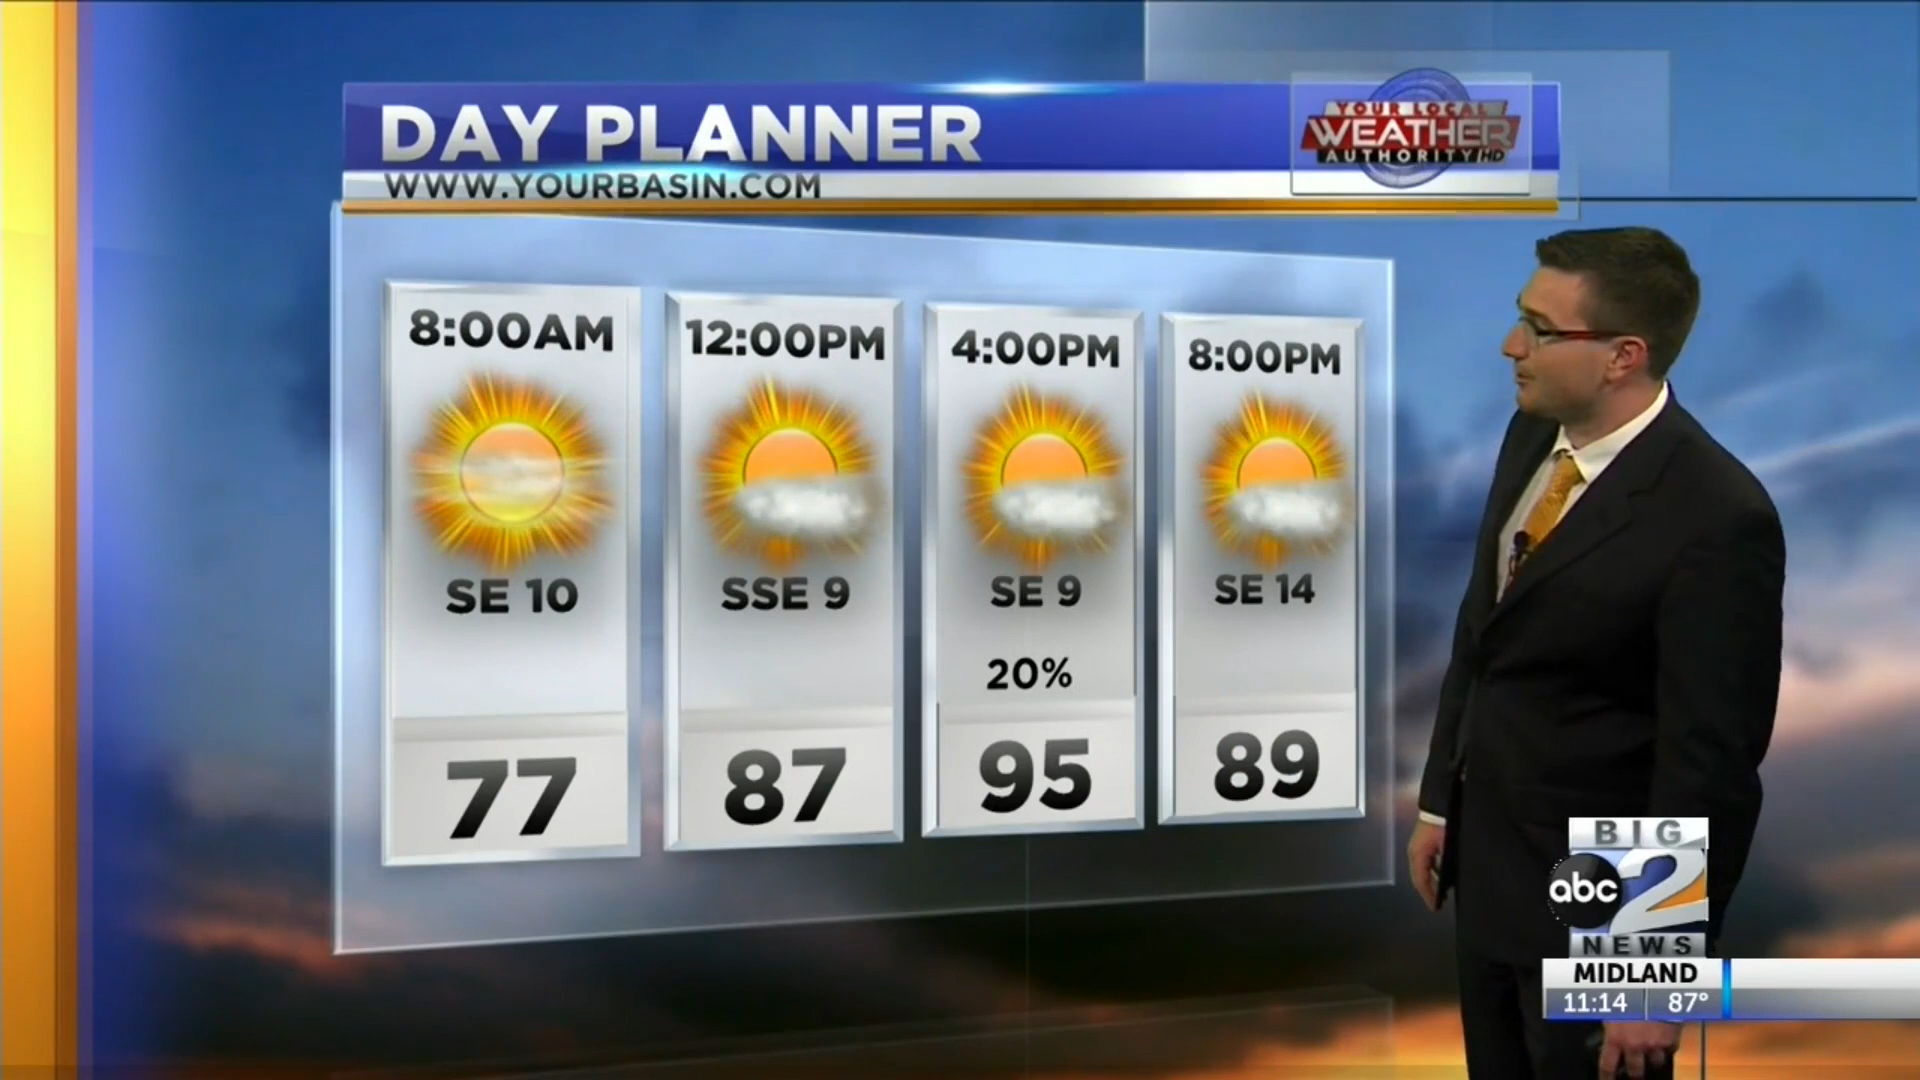 DAY PLANNER
WWW.YOURBASIN.COM
YOUR LOCAL
WEATHER
AUTHORITY HD
8:00AM
SE 10
77
12:00PM
SSE 9
87
4:00PM
SE 9
20%
95
8:00PM
SE 14
89
BIG
abc 2
NEWS
MIDLAND
11:14 87°